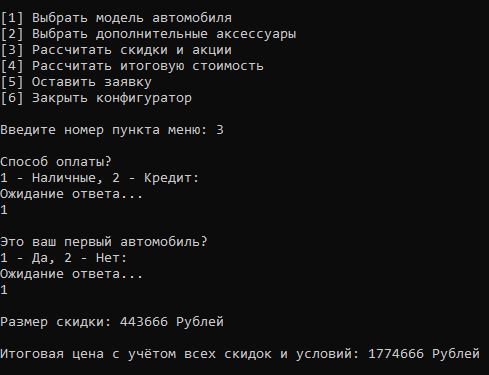 [1] Выбрать модель автомобиля
[2] Выбрать дополнительные аксессуары
[3] Рассчитать скидки и акции
[4] Рассчитать итоговую стоимость
[5] Оставить заявку
[6] Закрыть конфигуратор
Введите номер пункта меню: 3
Способ оплаты?
1 - Наличные, 2 - Кредит:
Ожидание ответа...
1
Это ваш первый автомобиль?
1 - Да, 2 - Нет:
Ожидание ответа...
1
Размер скидки: 443666 Рублей
Итоговая цена с учётом всех скидок и условий: 1774666 Рублей